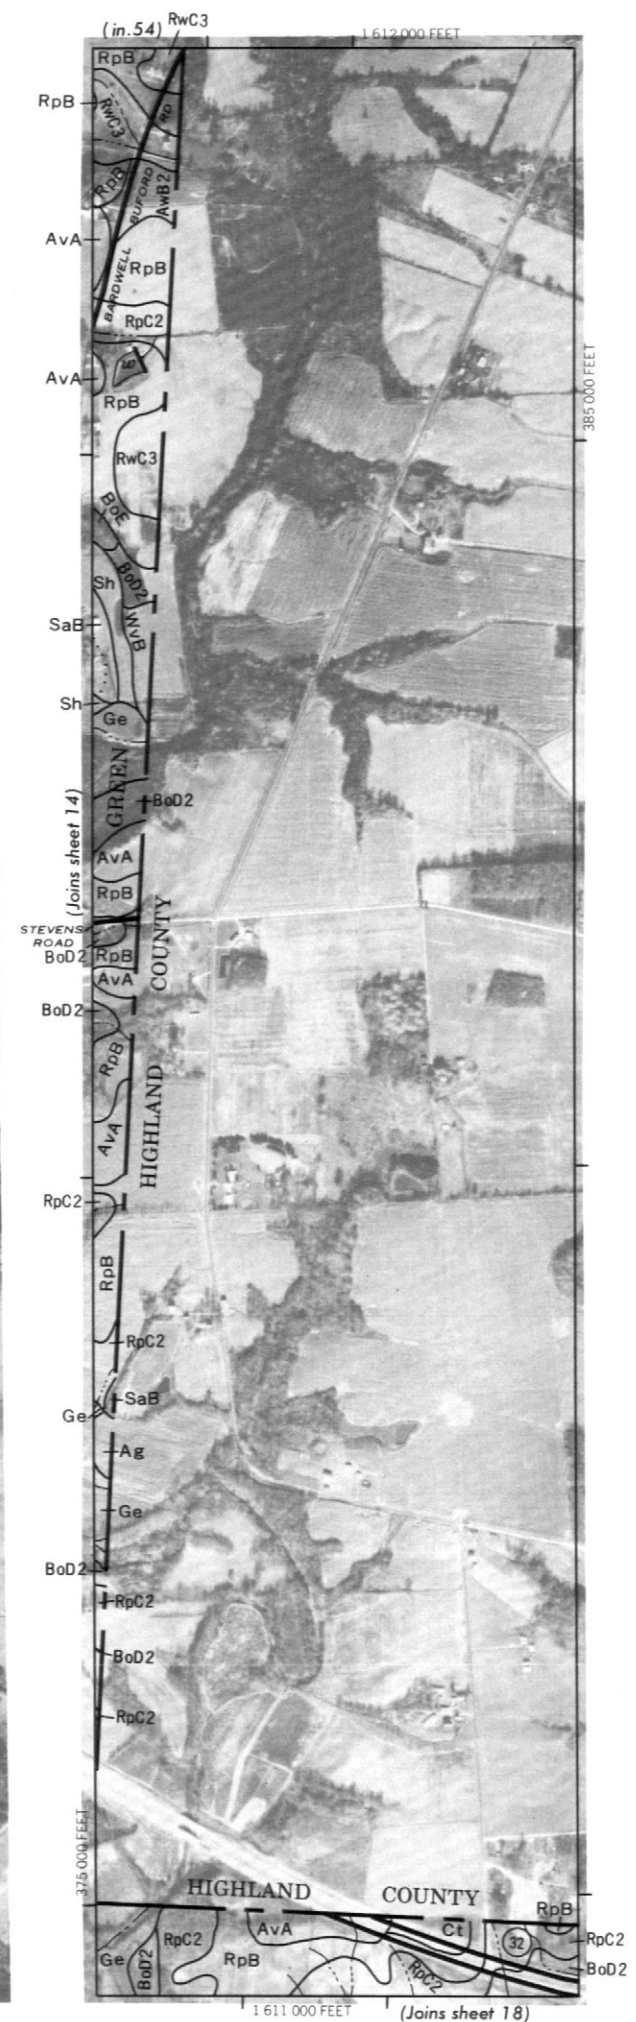 RwC3
(in.54)
1 612 000 FEET
RpB
RpB
RwC3
RD
RpB
BUFORD
AwB2
AvA
BARDWELL
RpB
RpC2
W
AvA
RpB
385 000 FEET
RwC3
BoE
BoD2
Sh
SaB
WvB
Sh
Ge
GREEN
BoD2
(Joins sheet 14)
AvA
RpB
STEVENS
ROAD
COUNTY
BoD2
RpB
AvA
BoD2
RpB
HIGHLAND
AvA
RpC2
RpB
RpC2
SaB
Ge
Ag
Ge
BoD2
RpC2
BoD2
RpC2
375 000 FEET
HIGHLAND COUNTY
RpB
RpC2
AvA
Ct
32
RpC2
Ge
BoD2
RpB
RpC2
BoD2
1 611 000 FEET
(Joins sheet 18)